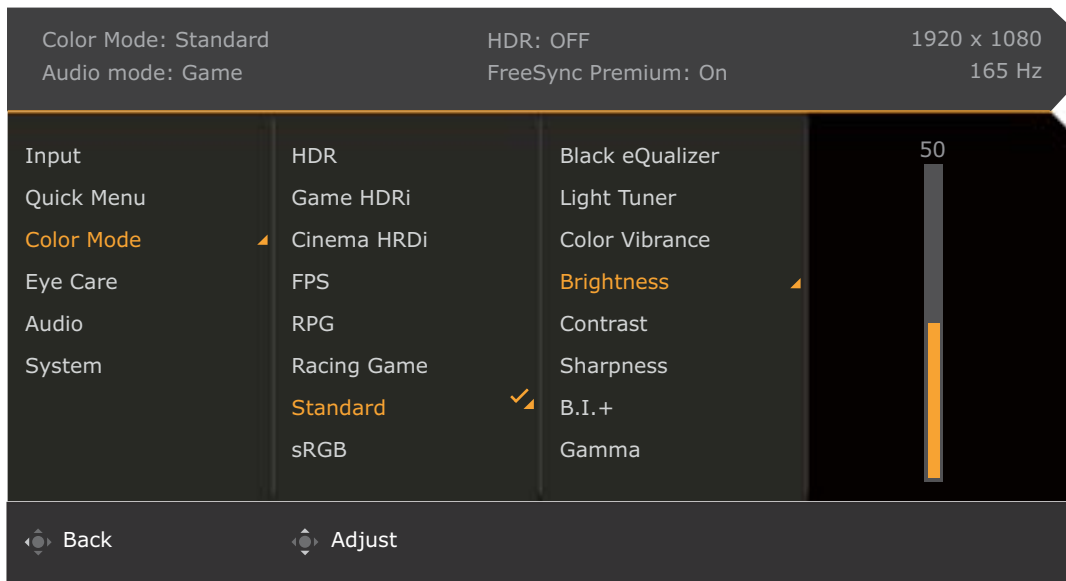 Color Mode: Standard
HDR: OFF
1920 x 1080
Audio mode: Game
FreeSync Premium: On
165 Hz
Input
Quick Menu
Color Mode
Eye Care
Audio
System
HDR
Game HDRi
Cinema HRDi
FPS
RPG
Racing Game
Standard
sRGB
Black eQualizer
Light Tuner
Color Vibrance
Brightness
Contrast
Sharpness
B.I.+
Gamma
50
Back
Adjust